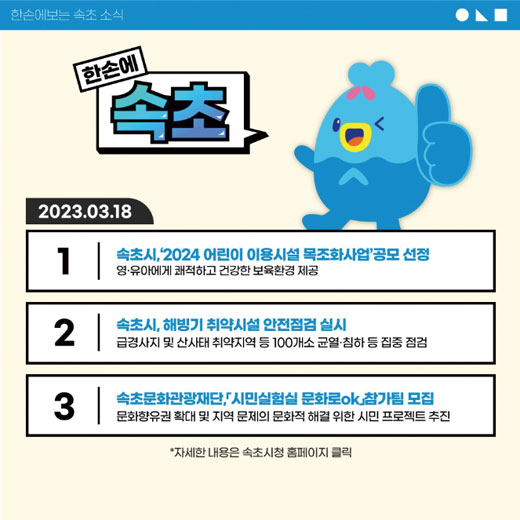 한손에보는 속초 소식
한손에
속초
2023.03.18
1
속초시,'2024 어린이 이용시설 목조화사업'공모 선정
영·유아에게 쾌적하고 건강한 보육환경 제공
2
속초시, 해빙기 취약시설 안전점검 실시
급경사지 및 산사태 취약지역 등 100개소 균열·침하 등 집중 점검
3
속초문화관광재단,「시민실험실 문화로ok」참가팀 모집
문화향유권 확대 및 지역 문제의 문화적 해결 위한 시민 프로젝트 추진
*자세한 내용은 속초시청 홈페이지 클릭